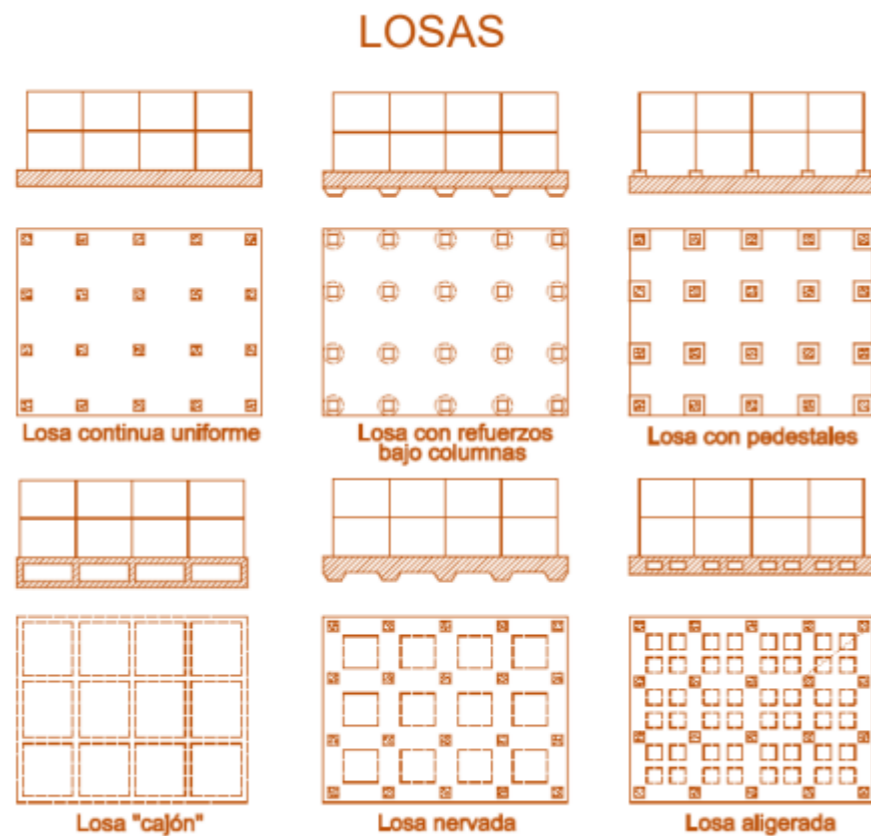 LOSAS
Losa continua uniforme
Losa con refuerzos
bajo columnas
Losa con pedestales
Losa "cajón"
Losa nervada
Losa aligerada